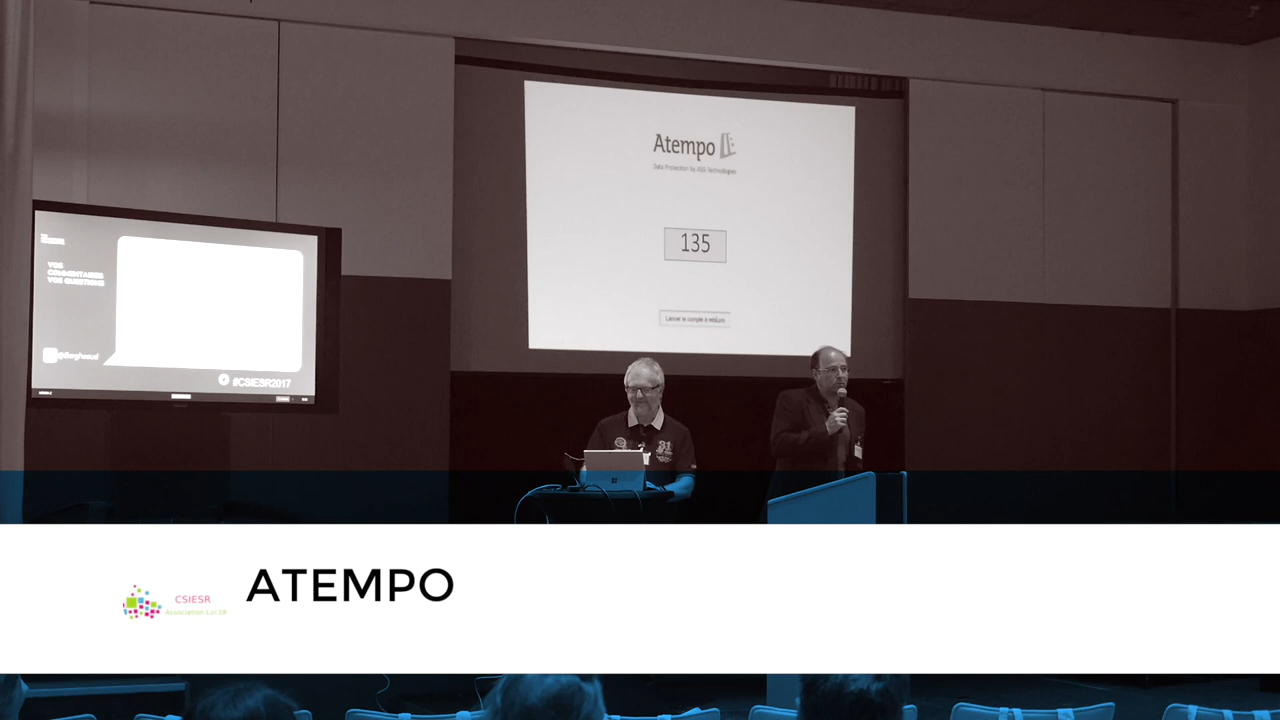 Atempo
Data Protection by ASG Technologies
135
Lancer le compte à rebours
VOS
COMMENTAIRES
VOS QUESTIONS
#CSIESR2017
31
ATEMPO
CSIESR
Association Loi 1901